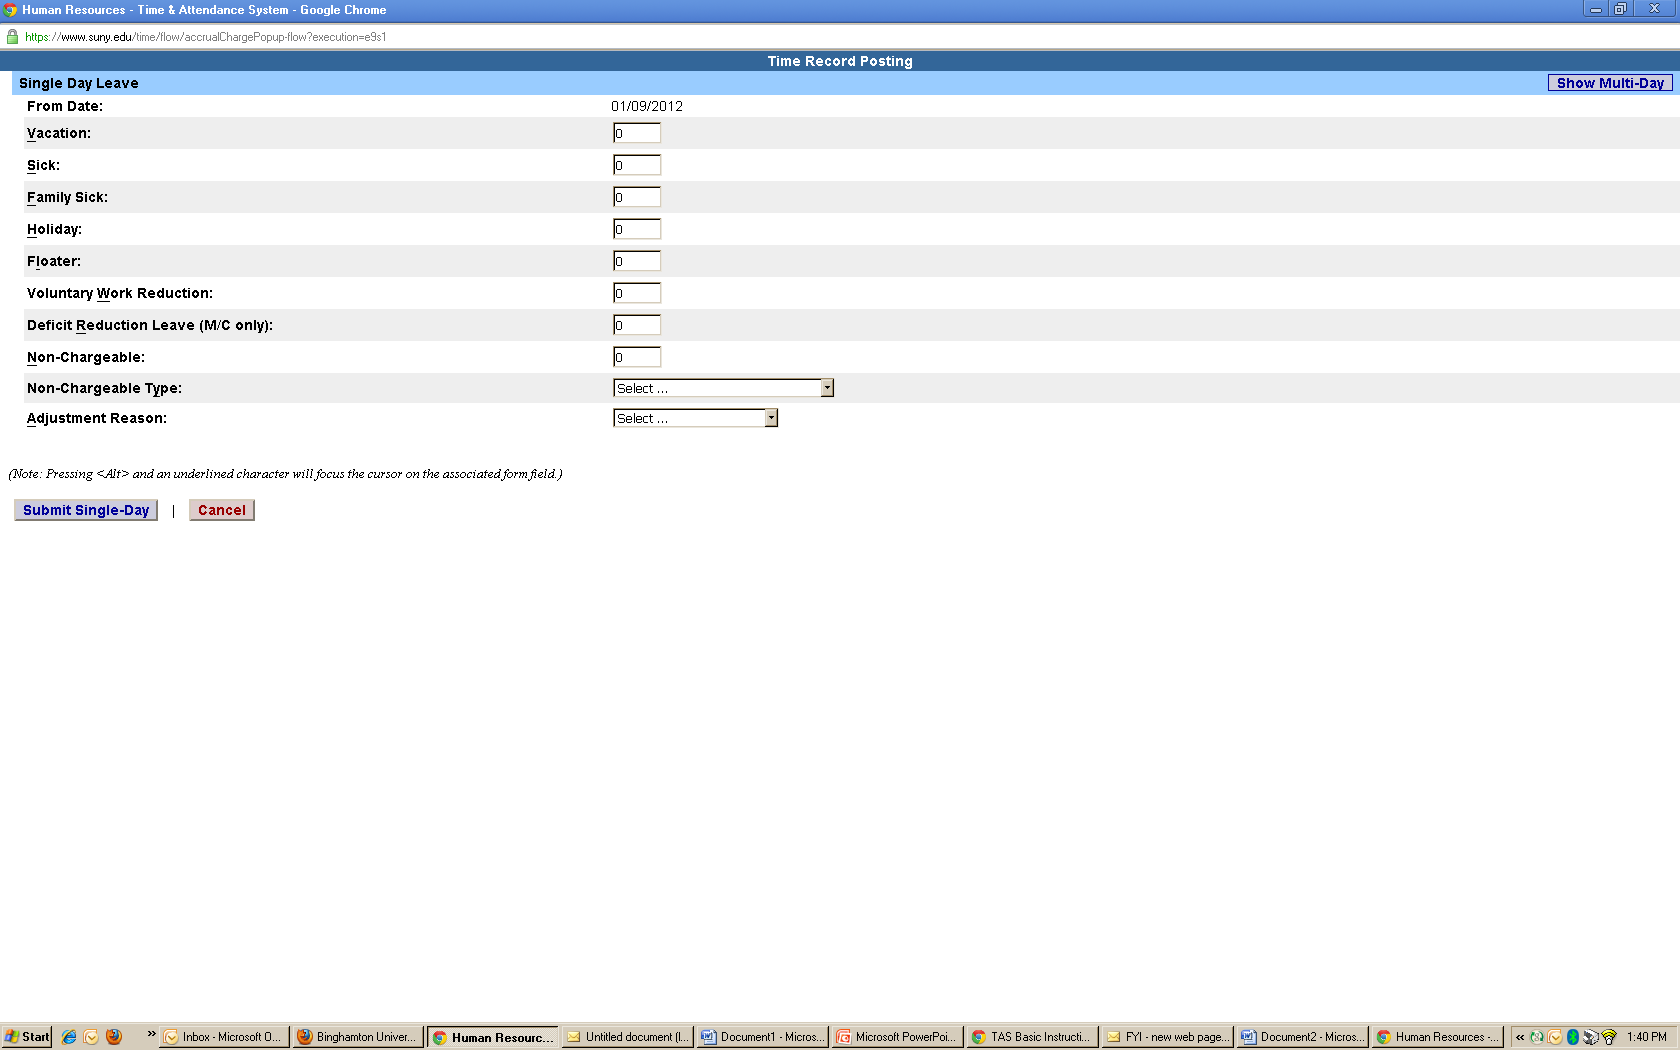 Human Resources - Time & Attendance System - Google Chrome
https://www.suny.edu/time/flow/accrualChargePopup-flow?execution=e9s1
Time Record Posting
Single Day Leave Show Multi-Day
From Date: 01/09/2012
Vacation: 0
Sick: 0
Family Sick: 0
Holiday: 0
Floater: 0
Voluntary Work Reduction: 0
Deficit Reduction Leave (M/C only): 0
Non-Chargeable: 0
Non-Chargeable Type: Select ...
Adjustment Reason: Select ...
(Note: Pressing <Alt> and an underlined character will focus the cursor on the associated form field.)
Submit Single-Day | Cancel
Start » Inbox - Microsoft O... Binghamton Univer... Human Resourc... Untitled document (I... Document1 - Micros... Microsoft PowerPoi... TAS Basic Instructi... FYI - new web page... Document2 - Micros... Human Resources -... « 1:40 PM